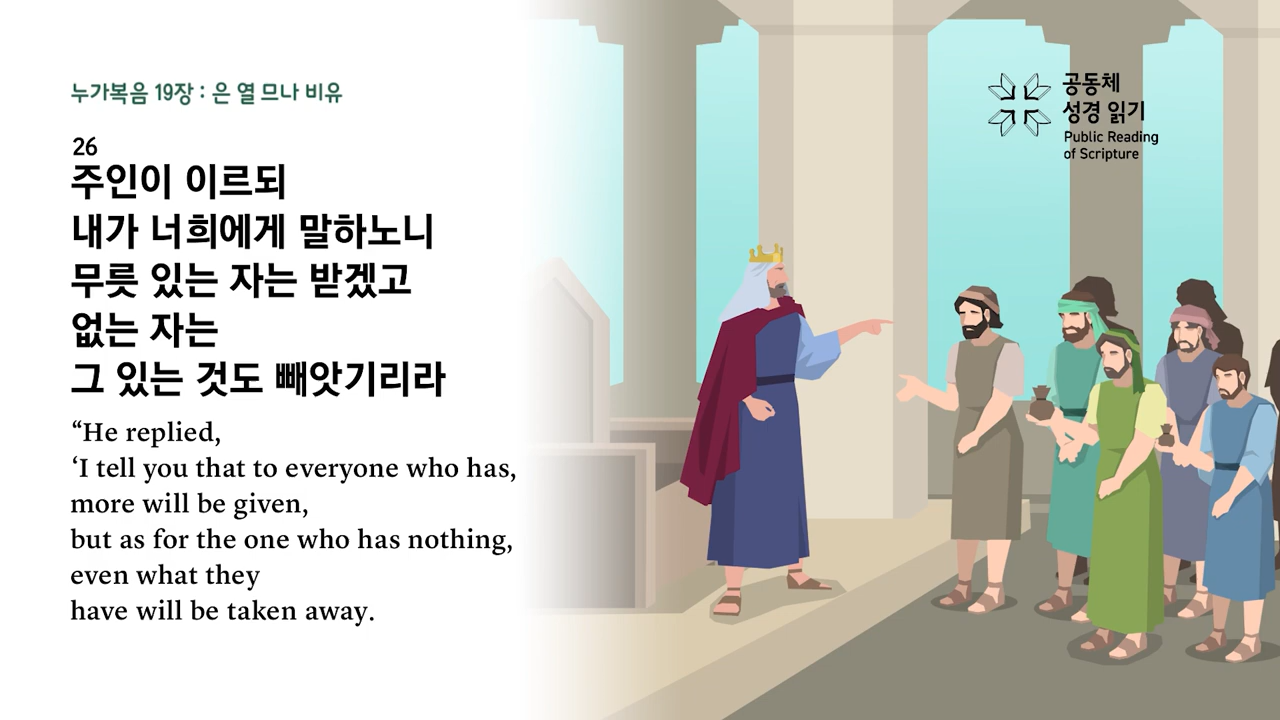 누가복음 19장 : 은 열 므나 비유
26
주인이 이르되
내가 너희에게 말하노니
무릇 있는 자는 받겠고
없는 자는
그 있는 것도 빼앗기리라
“He replied,
‘I tell you that to everyone who has,
more will be given,
but as for the one who has nothing,
even what they
have will be taken away.
공동체
성경 읽기
Public Reading
of Scripture